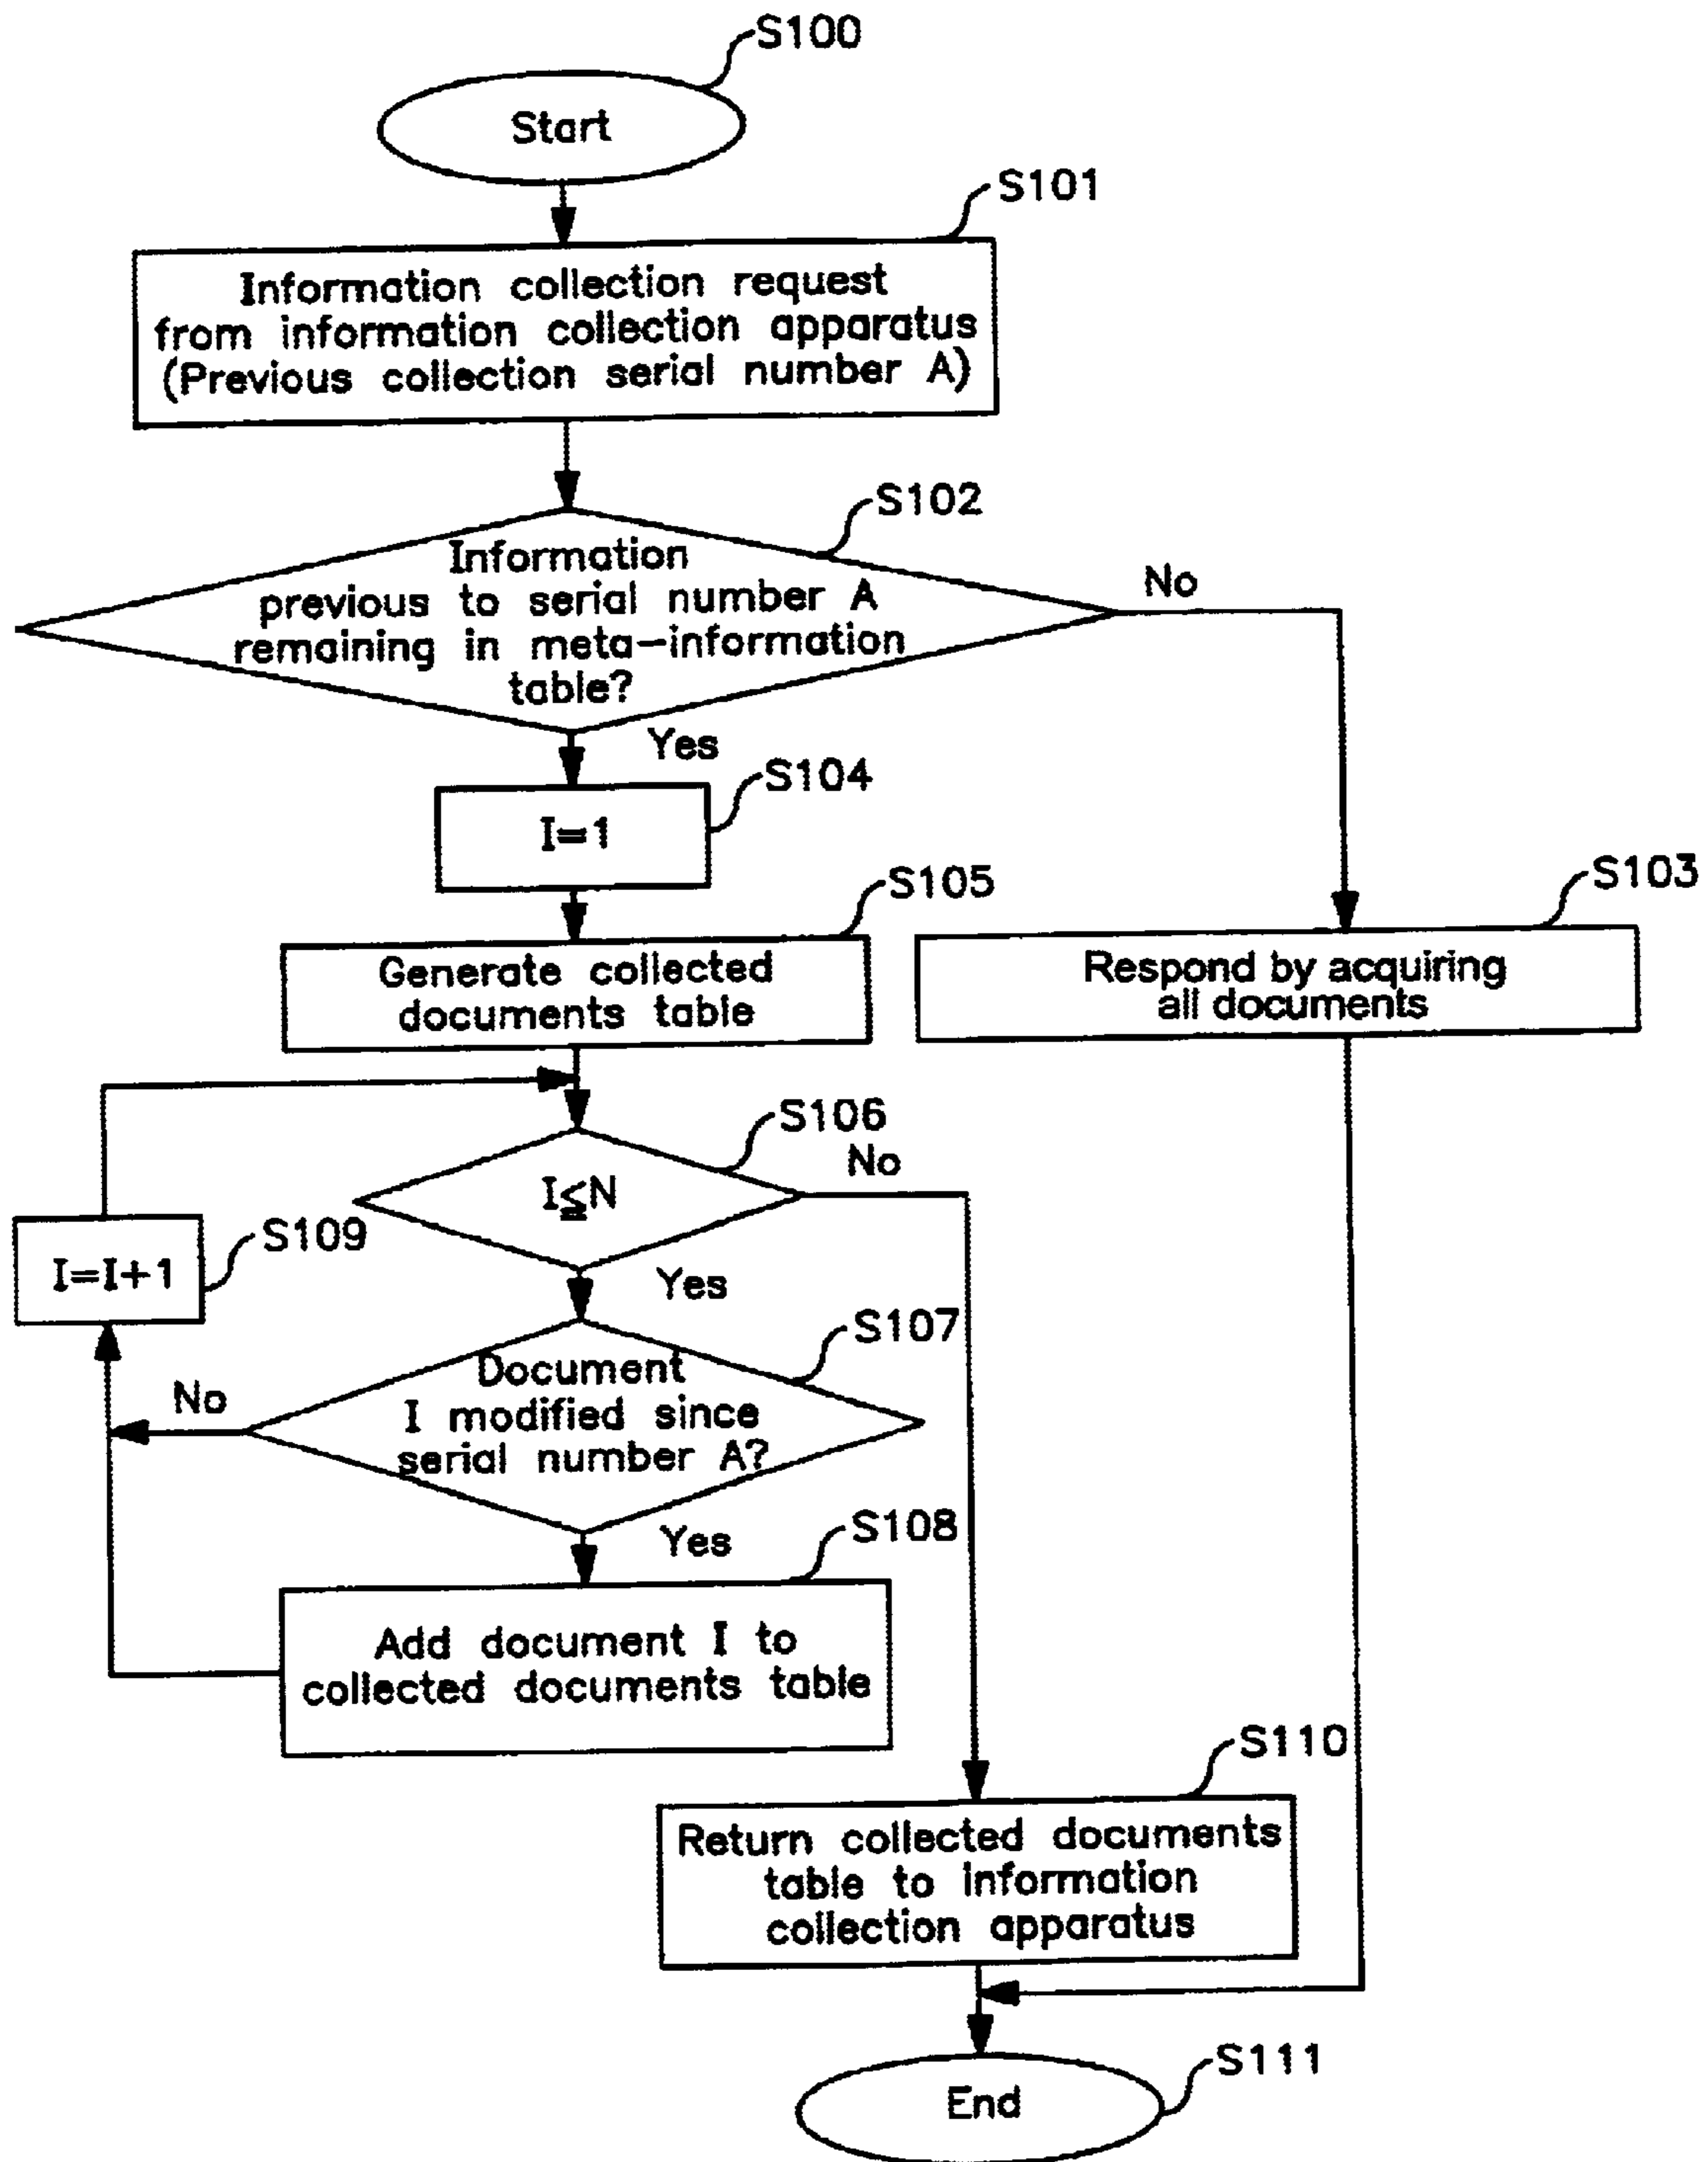 S100
Start
S101
Information collection request
from information collection apparatus
(Previous collection serial number A)
S102
Information
previous to serial number A
remaining in meta-information
table?
No
Yes
S104
I=1
S105
Generate collected
documents table
S103
Respond by acquiring
all documents
S106
I≦N
No
Yes
S109
I=I+1
S107
Document
I modified since
serial number A?
No
Yes
S108
Add document I to
collected documents table
S110
Return collected documents
table to information
collection apparatus
S111
End